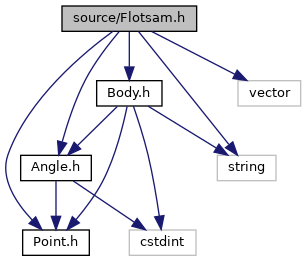 source/Flotsam.h
Body.h
vector
Angle.h
string
Point.h
cstdint